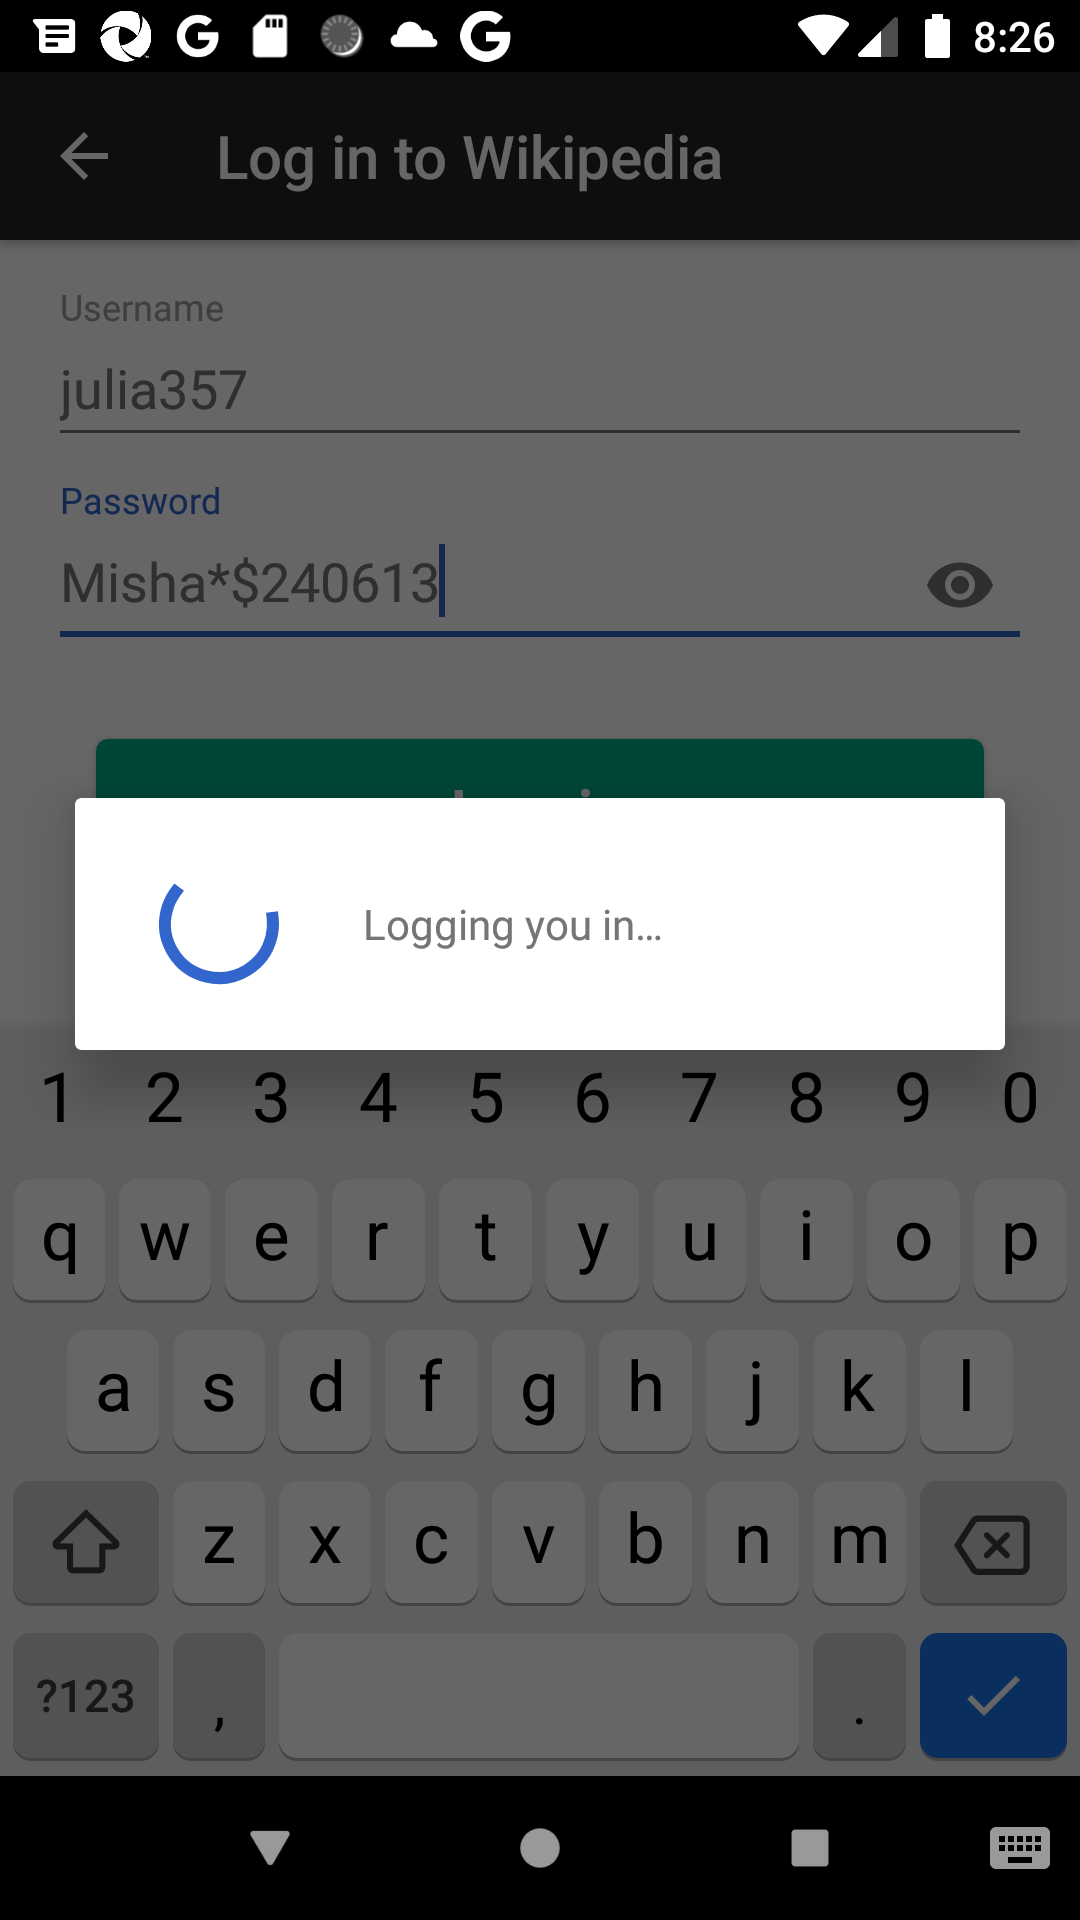 8:26
Log in to Wikipedia
Username
julia357
Password
Misha*$240613
Logging you in…
1 2 3 4 5 6 7 8 9 0
q w e r t y u i o p
a s d f g h j k l
z x c v b n m
?123 , .